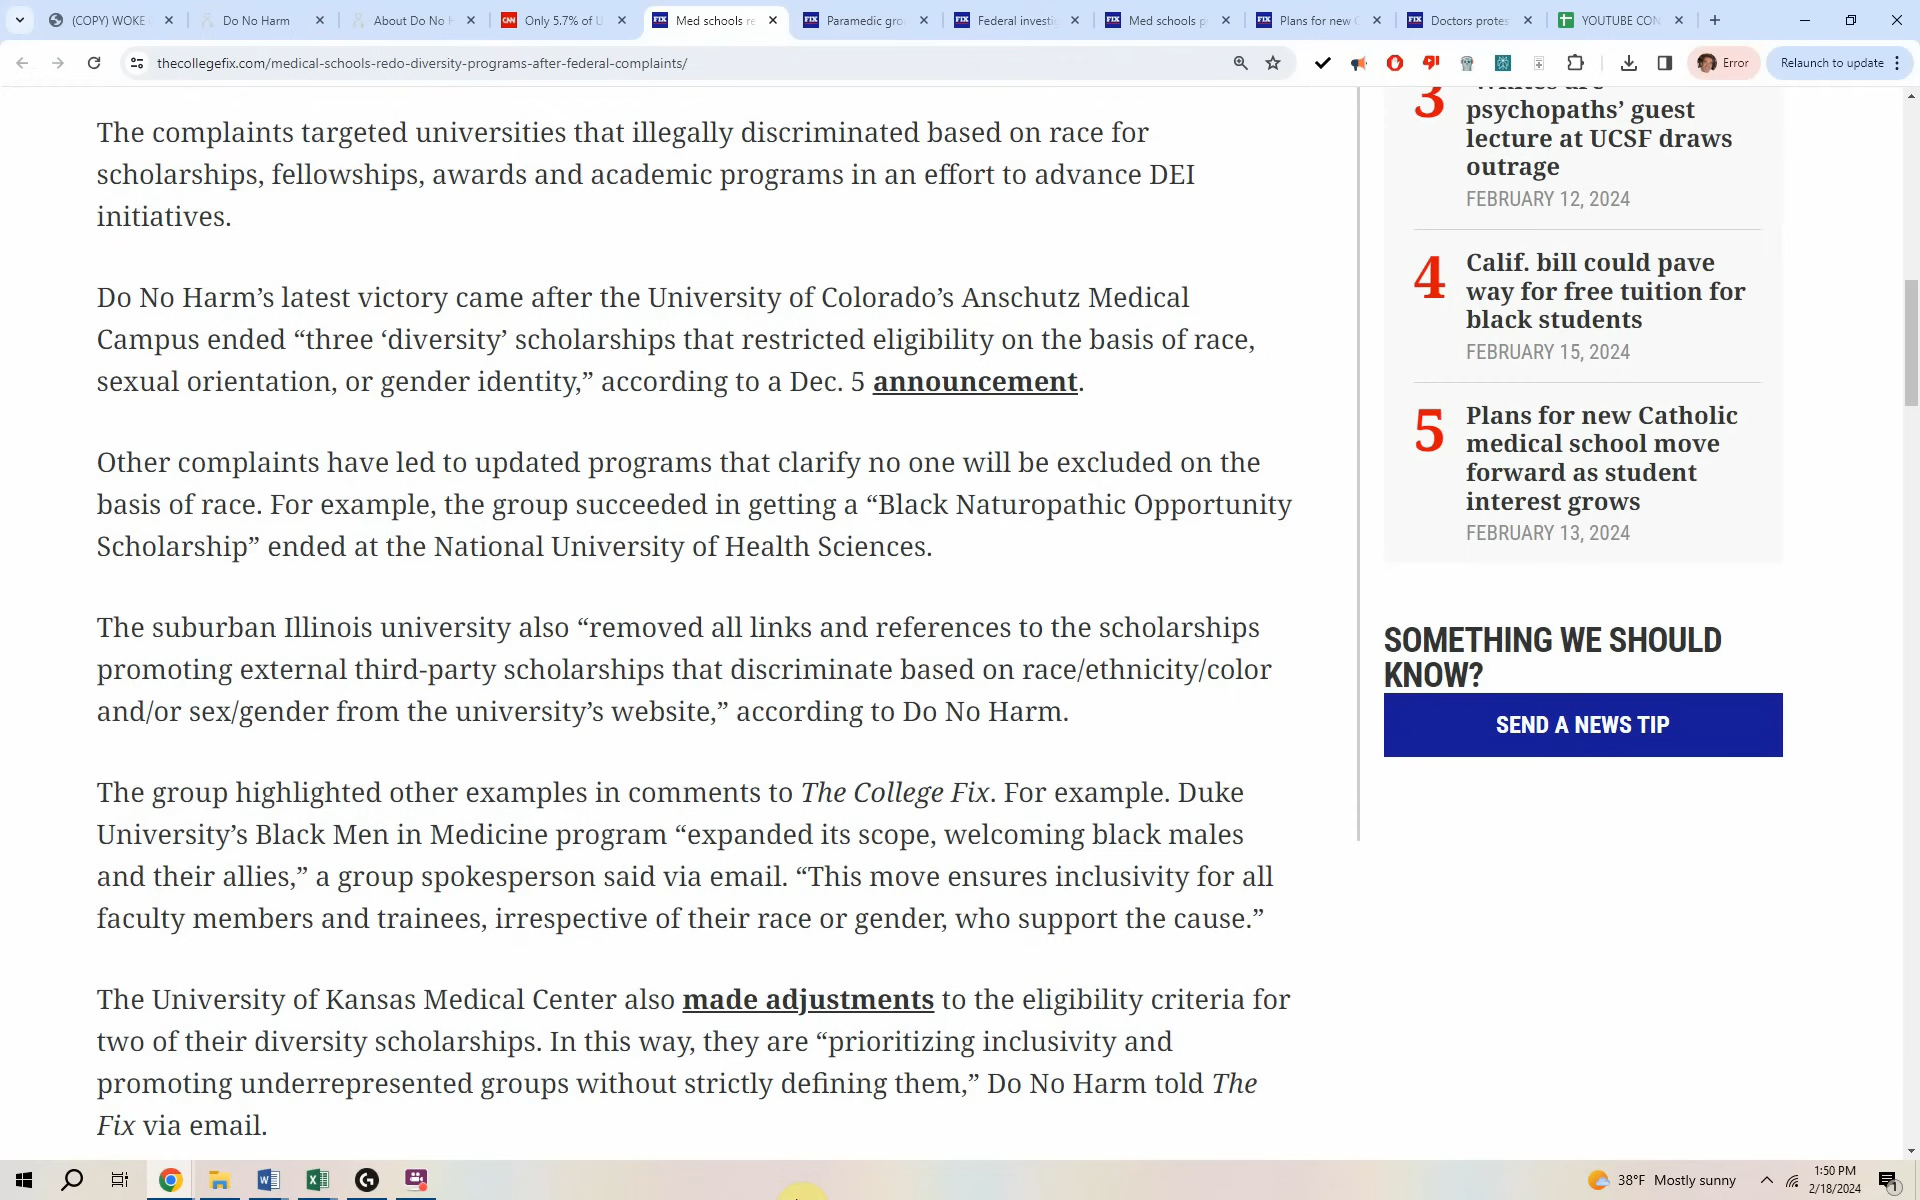 (COPY) WOKE
Do No Harm
About Do No H
Only 5.7% of U
Med schools re
Paramedic gro
Federal investi
Med schools p
Plans for new C
Doctors protes
YOUTUBE CON
thecollegefix.com/medical-schools-redo-diversity-programs-after-federal-complaints/
Error
Relaunch to update
The complaints targeted universities that illegally discriminated based on race for
scholarships, fellowships, awards and academic programs in an effort to advance DEI
initiatives.
Do No Harm’s latest victory came after the University of Colorado’s Anschutz Medical
Campus ended “three ‘diversity’ scholarships that restricted eligibility on the basis of race,
sexual orientation, or gender identity,” according to a Dec. 5 announcement.
Other complaints have led to updated programs that clarify no one will be excluded on the
basis of race. For example, the group succeeded in getting a “Black Naturopathic Opportunity
Scholarship” ended at the National University of Health Sciences.
The suburban Illinois university also “removed all links and references to the scholarships
promoting external third-party scholarships that discriminate based on race/ethnicity/color
and/or sex/gender from the university’s website,” according to Do No Harm.
The group highlighted other examples in comments to The College Fix. For example. Duke
University’s Black Men in Medicine program “expanded its scope, welcoming black males
and their allies,” a group spokesperson said via email. “This move ensures inclusivity for all
faculty members and trainees, irrespective of their race or gender, who support the cause.”
The University of Kansas Medical Center also made adjustments to the eligibility criteria for
two of their diversity scholarships. In this way, they are “prioritizing inclusivity and
promoting underrepresented groups without strictly defining them,” Do No Harm told The
Fix via email.
3
‘Whites are
psychopaths’ guest
lecture at UCSF draws
outrage
FEBRUARY 12, 2024
4
Calif. bill could pave
way for free tuition for
black students
FEBRUARY 15, 2024
5
Plans for new Catholic
medical school move
forward as student
interest grows
FEBRUARY 13, 2024
SOMETHING WE SHOULD
KNOW?
SEND A NEWS TIP
38°F Mostly sunny
1:50 PM
2/18/2024